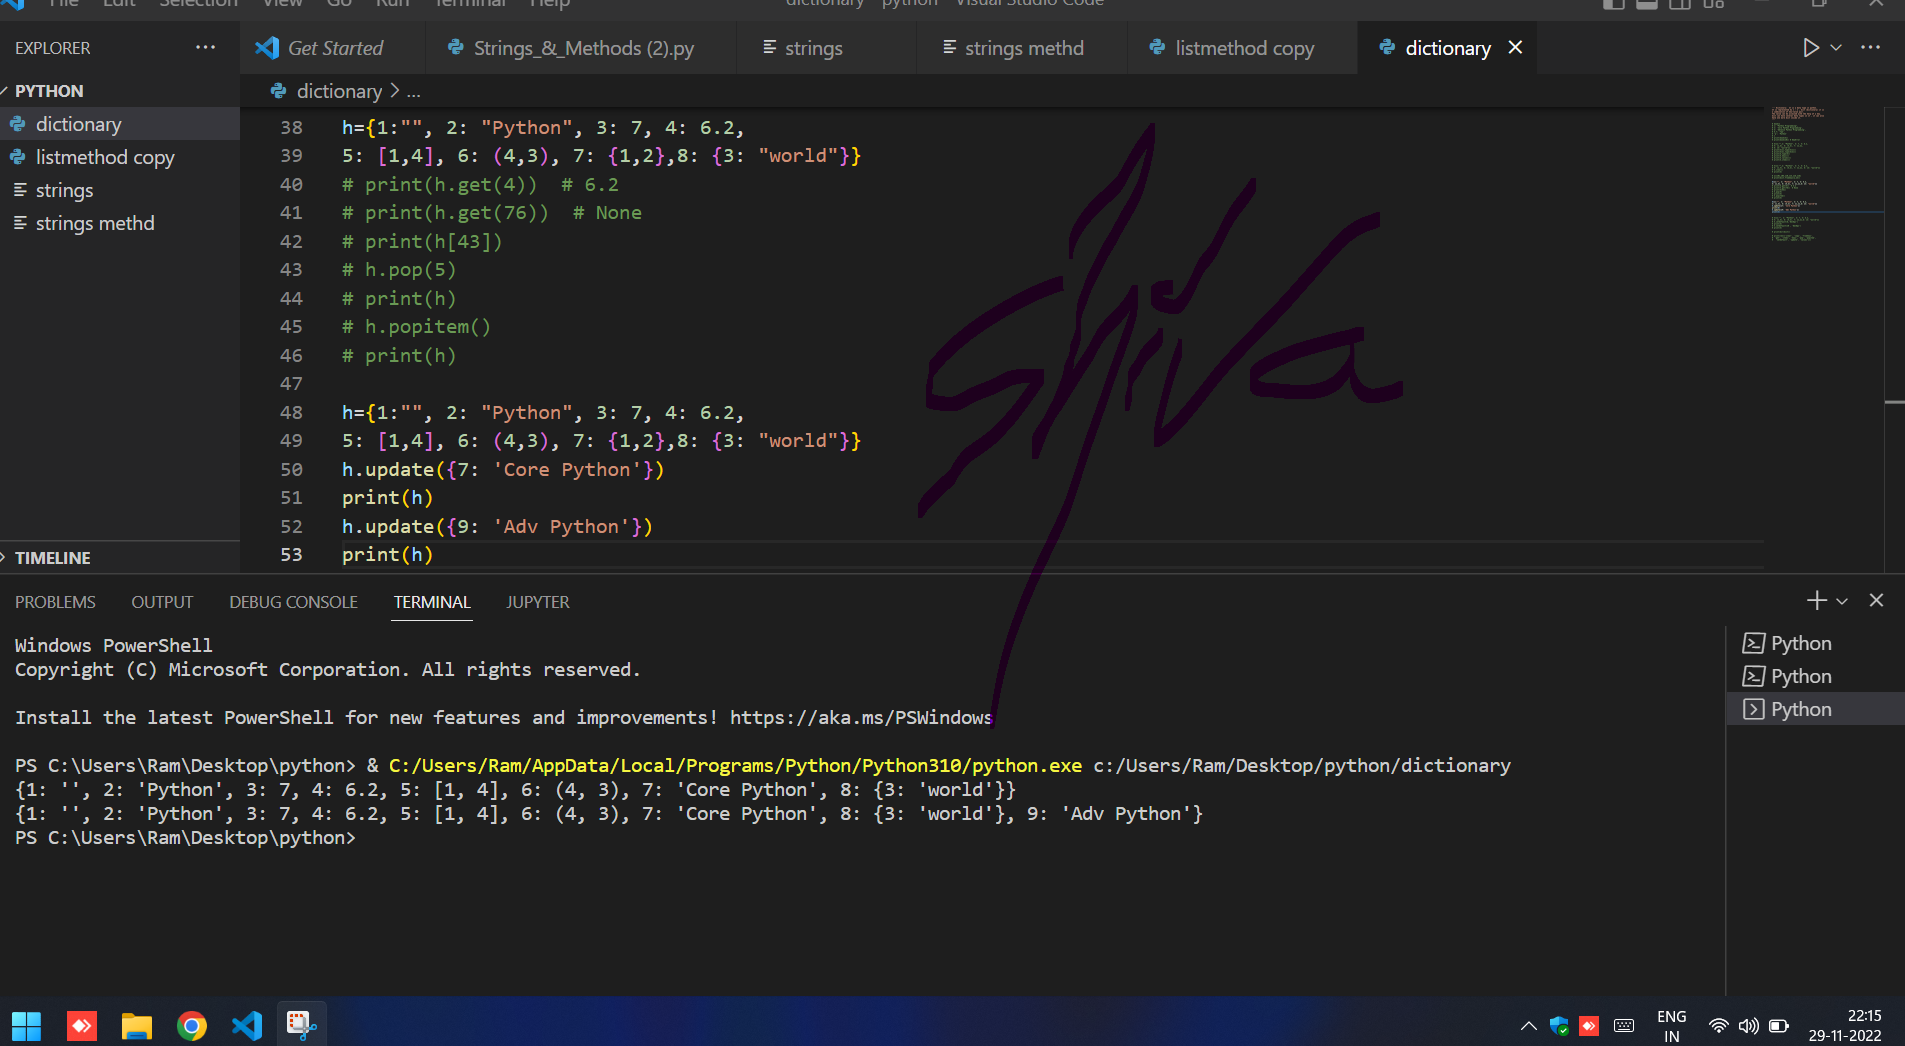 File Edit Selection View Go Run Terminal Help dictionary - python - Visual Studio Code
EXPLORER ...
Get Started Strings_&_Methods (2).py strings strings methd listmethod copy dictionary
PYTHON
dictionary > ...
dictionary
listmethod copy
strings
strings methd
38 h={1:"", 2: "Python", 3: 7, 4: 6.2,
39 5: [1,4], 6: (4,3), 7: {1,2},8: {3: "world"}}
40 # print(h.get(4))  # 6.2
41 # print(h.get(76))  # None
42 # print(h[43])
43 # h.pop(5)
44 # print(h)
45 # h.popitem()
46 # print(h)
47
48 h={1:"", 2: "Python", 3: 7, 4: 6.2,
49 5: [1,4], 6: (4,3), 7: {1,2},8: {3: "world"}}
50 h.update({7: 'Core Python'})
51 print(h)
52 h.update({9: 'Adv Python'})
53 print(h)
Shiva
TIMELINE
PROBLEMS OUTPUT DEBUG CONSOLE TERMINAL JUPYTER
Windows PowerShell
Copyright (C) Microsoft Corporation. All rights reserved.
Install the latest PowerShell for new features and improvements! https://aka.ms/PSWindows
PS C:\Users\Ram\Desktop\python> & C:/Users/Ram/AppData/Local/Programs/Python/Python310/python.exe c:/Users/Ram/Desktop/python/dictionary
{1: '', 2: 'Python', 3: 7, 4: 6.2, 5: [1, 4], 6: (4, 3), 7: 'Core Python', 8: {3: 'world'}}
{1: '', 2: 'Python', 3: 7, 4: 6.2, 5: [1, 4], 6: (4, 3), 7: 'Core Python', 8: {3: 'world'}, 9: 'Adv Python'}
PS C:\Users\Ram\Desktop\python>
Python
Python
Python
ENG
IN
22:15
29-11-2022